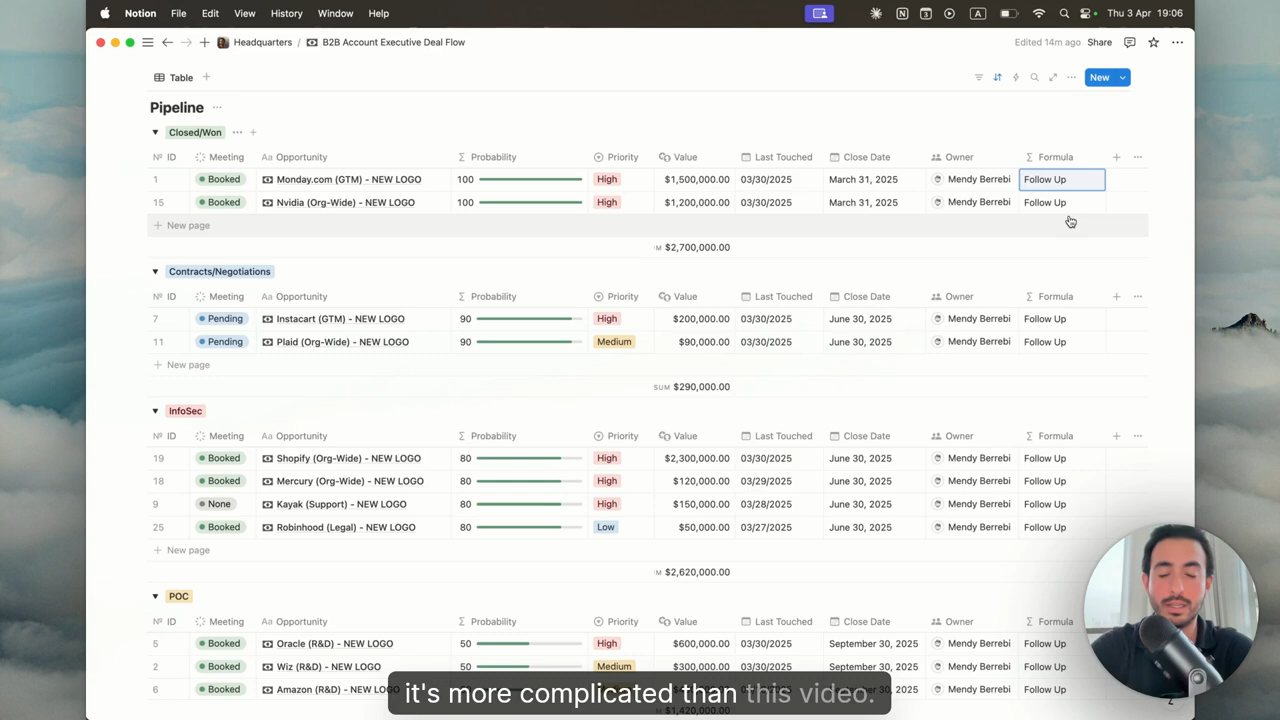 Notion File Edit View History Window Help A Thu 3 Apr 19:06
Headquarters / B2B Account Executive Deal Flow Edited 14m ago Share
Table New
Pipeline
Closed/Won
Nº ID Meeting Aa Opportunity Σ Probability Priority Value Last Touched Close Date Owner Σ Formula
1 Booked Monday.com (GTM) - NEW LOGO 100 High $1,500,000.00 03/30/2025 March 31, 2025 Mendy Berrebi Follow Up
15 Booked Nvidia (Org-Wide) - NEW LOGO 100 High $1,200,000.00 03/30/2025 March 31, 2025 Mendy Berrebi Follow Up
New page
$2,700,000.00
Contracts/Negotiations
Nº ID Meeting Aa Opportunity Σ Probability Priority Value Last Touched Close Date Owner Σ Formula
7 Pending Instacart (GTM) - NEW LOGO 90 High $200,000.00 03/30/2025 June 30, 2025 Mendy Berrebi Follow Up
11 Pending Plaid (Org-Wide) - NEW LOGO 90 Medium $90,000.00 03/30/2025 June 30, 2025 Mendy Berrebi Follow Up
New page
SUM $290,000.00
InfoSec
Nº ID Meeting Aa Opportunity Σ Probability Priority Value Last Touched Close Date Owner Σ Formula
19 Booked Shopify (Org-Wide) - NEW LOGO 80 High $2,300,000.00 03/30/2025 June 30, 2025 Mendy Berrebi Follow Up
18 Booked Mercury (Org-Wide) - NEW LOGO 80 High $120,000.00 03/29/2025 June 30, 2025 Mendy Berrebi Follow Up
9 None Kayak (Support) - NEW LOGO 80 High $150,000.00 03/28/2025 June 30, 2025 Mendy Berrebi Follow Up
25 Booked Robinhood (Legal) - NEW LOGO 80 Low $50,000.00 03/27/2025 June 30, 2025 Mendy Berrebi Follow Up
New page
$2,620,000.00
POC
Nº ID Meeting Aa Opportunity Σ Probability Priority Value Last Touched Close Date Owner Σ Formula
5 Booked Oracle (R&D) - NEW LOGO 50 High $600,000.00 03/30/2025 September 30, 2025 Mendy Berrebi Follow Up
2 Booked Wiz (R&D) - NEW LOGO 50 Medium $300,000.00 03/30/2025 September 30, 2025 Mendy Berrebi Follow Up
6 Booked Amazon (R&D) - NEW LOGO Mendy Berrebi Follow Up
it's more complicated than this video.
$1,420,000.00